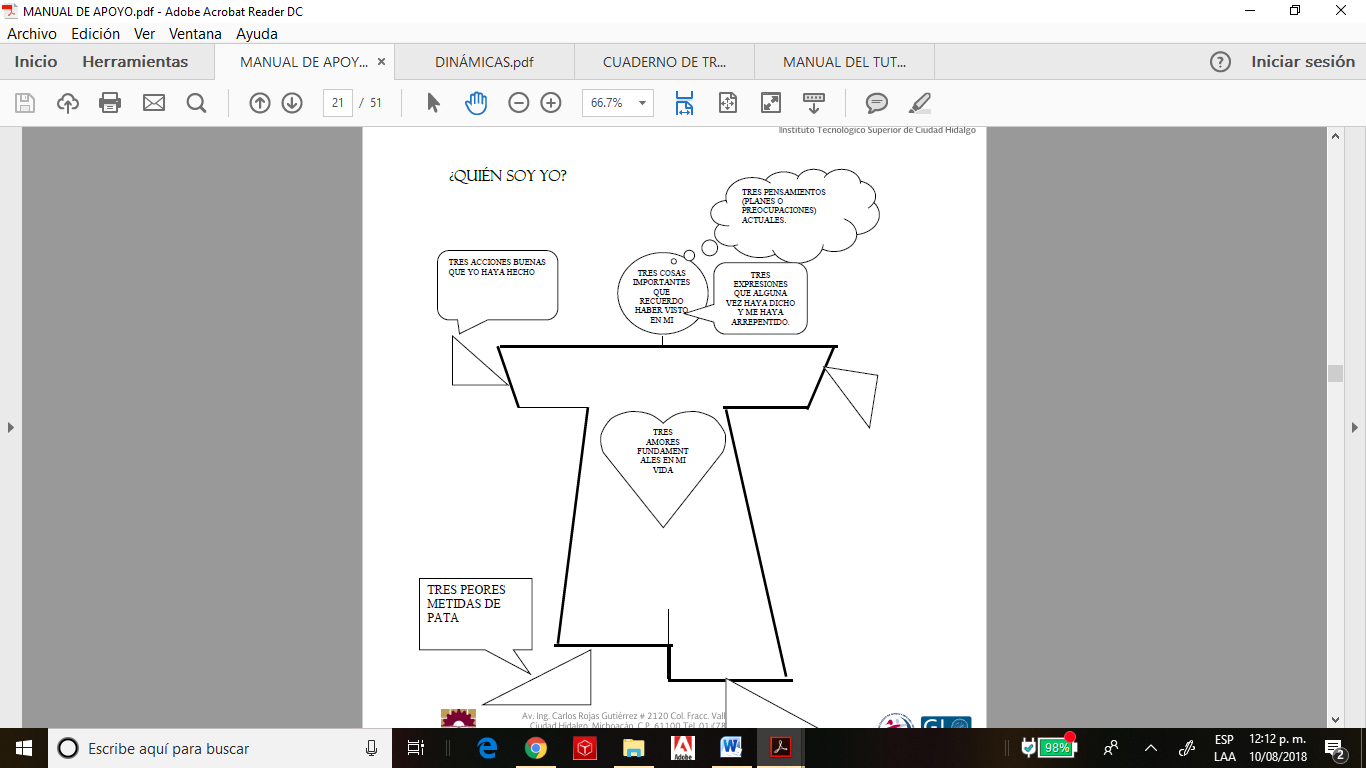 MANUAL DE APOYO.pdf - Adobe Acrobat Reader DC
Archivo Edición Ver Ventana Ayuda
Inicio Herramientas MANUAL DE APOY... DINÁMICAS.pdf CUADERNO DE TR... MANUAL DEL TUT... Iniciar sesión
21 / 51 66.7%
Instituto Tecnológico Superior de Ciudad Hidalgo
¿QUIÉN SOY YO?
TRES PENSAMIENTOS
(PLANES O
PREOCUPACIONES)
ACTUALES.
TRES ACCIONES BUENAS
QUE YO HAYA HECHO
TRES COSAS
IMPORTANTES
QUE
RECUERDO
HABER VISTO
EN MI
TRES
EXPRESIONES
QUE ALGUNA
VEZ HAYA DICHO
Y ME HAYA
ARREPENTIDO.
TRES
AMORES
FUNDAMENT
ALES EN MI
VIDA
TRES PEORES
METIDAS DE
PATA
Av. Ing. Carlos Rojas Gutiérrez # 2120 Col. Fracc. Vall
Ciudad Hidalgo, Michoacán, C.P. 61100 Tel. 01 (78
Escribe aquí para buscar
98%
ESP
LAA
12:12 p. m.
10/08/2018
2